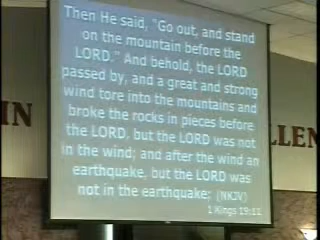 Then He said, "Go out, and stand
on the mountain before the
LORD." And behold, the LORD
passed by, and a great and strong
wind tore into the mountains and
broke the rocks in pieces before
the LORD, but the LORD was not
in the wind; and after the wind an
earthquake, but the LORD was
not in the earthquake; (NKJV)
1 Kings 19:11
IN
LLEN